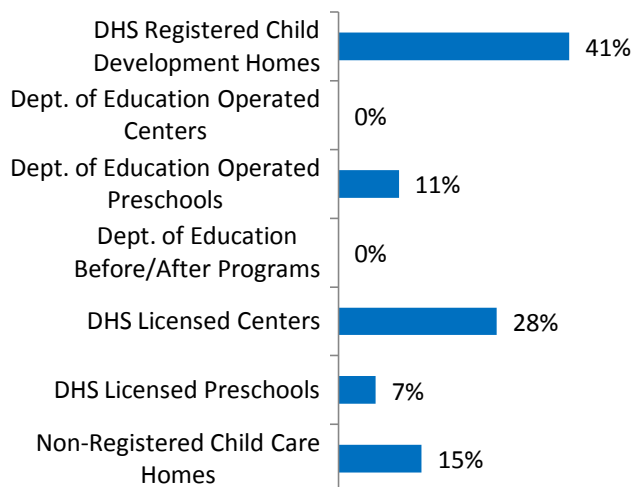 DHS Registered Child
Development Homes
41%
Dept. of Education Operated
Centers
0%
Dept. of Education Operated
Preschools
11%
Dept. of Education
Before/After Programs
0%
DHS Licensed Centers
28%
DHS Licensed Preschools
7%
Non-Registered Child Care
Homes
15%